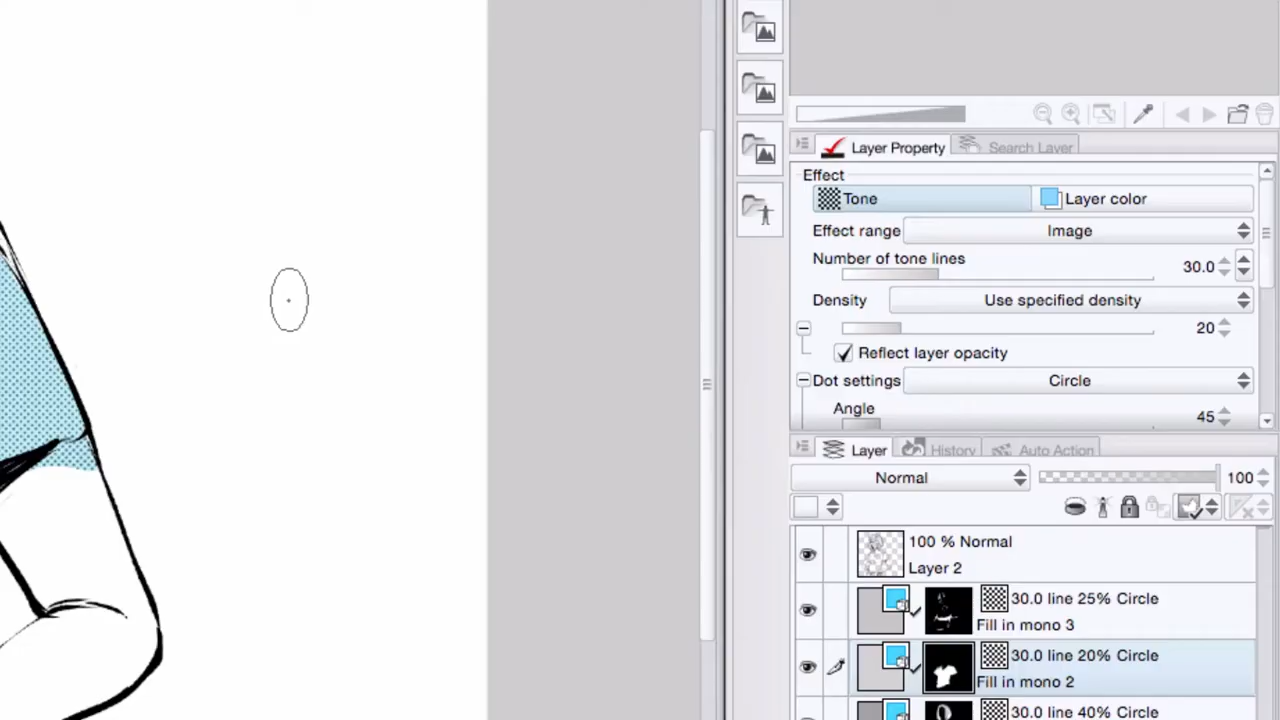 Layer Property
Search Layer
Effect
Tone
Layer color
Effect range
Image
Number of tone lines
30.0
Density
Use specified density
20
Reflect layer opacity
Dot settings
Circle
Angle
45
Layer
History
Auto Action
Normal
100
100 % Normal
Layer 2
30.0 line 25% Circle
Fill in mono 3
30.0 line 20% Circle
Fill in mono 2
30.0 line 40% Circle